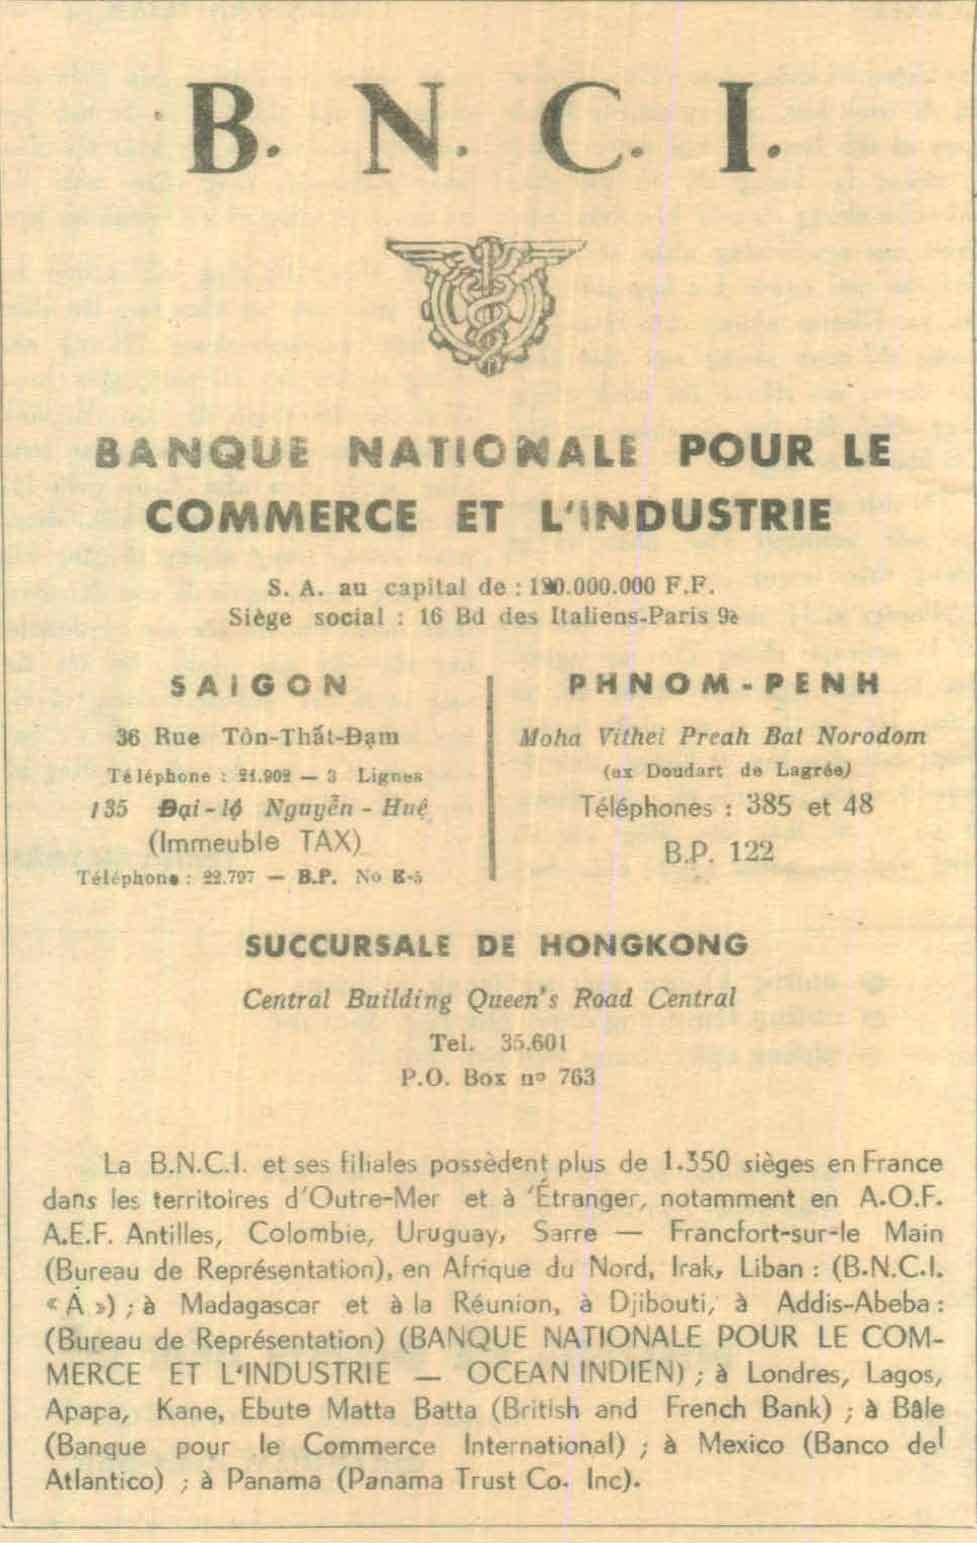 B. N. C. I.
BANQUE NATIONALE POUR LE
COMMERCE ET L'INDUSTRIE
S. A. au capital de : F.F.
Siège social : 16 Bd des Italiens-Paris 9e
SAIGON
36 Rue Tôn-Thất-Đạm
Téléphone : 21.902 — 3 Lignes
135 Đại-lộ Nguyễn-Huệ
(Immeuble TAX)
Téléphone : 22.797 — B.P. No E-5
PHNOM-PENH
Moha Vithei Preah Bat Norodom
(ex Doudart de Lagrée)
Téléphones : 385 et 48
B.P. 122
SUCCURSALE DE HONGKONG
Central Building Queen's Road Central
Tel. 35.601
P.O. Box nº 763
La B.N.C.I. et ses filiales possèdent plus de 1.350 sièges en France
dans les territoires d'Outre-Mer et à 'Étranger, notamment en A.O.F.
A.E.F. Antilles, Colombie, Uruguay, Sarre — Francfort-sur-le Main
(Bureau de Représentation), en Afrique du Nord, Irak, Liban : (B.N.C.I.
« A ») ; à Madagascar et à la Réunion, à Djibouti, à Addis-Abeba :
(Bureau de Représentation) (BANQUE NATIONALE POUR LE COM-
MERCE ET L'INDUSTRIE — OCEAN INDIEN) ; à Londres, Lagos,
Apapa, Kane, Ebute Matta Batta (British and French Bank) ; à Bâle
(Banque pour le Commerce International) ; à Mexico (Banco del
Atlantico) ; à Panama (Panama Trust Co. Inc).